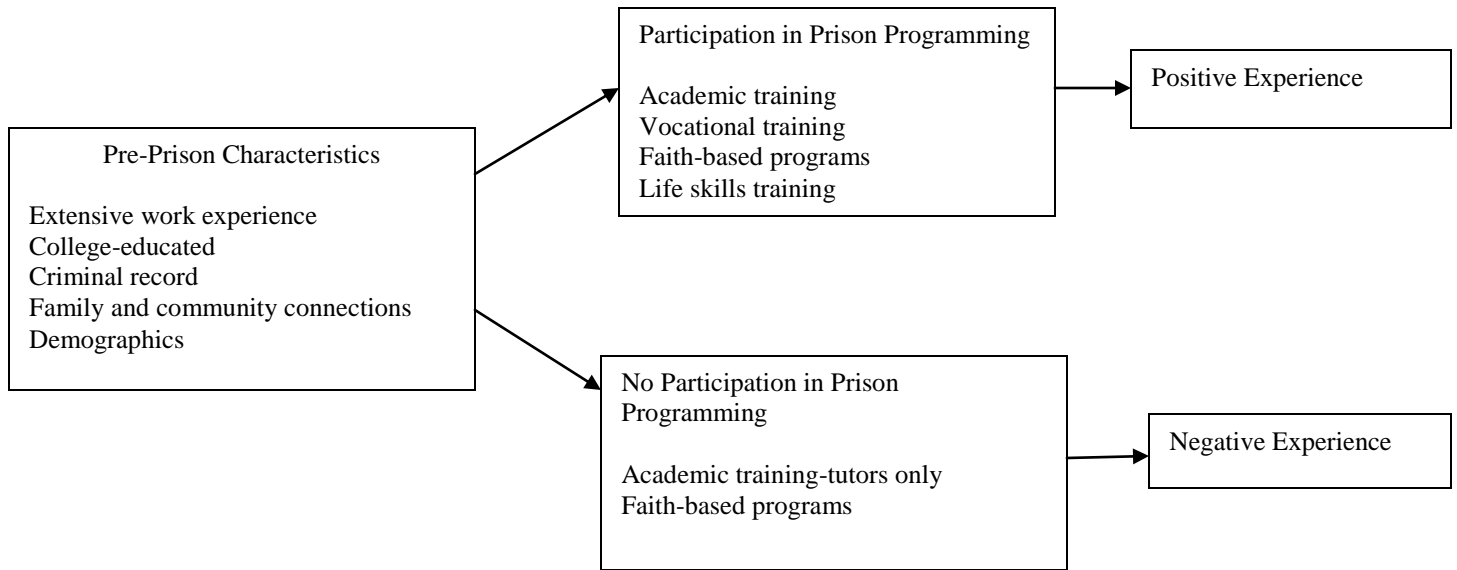 Pre-Prison Characteristics
Extensive work experience
College-educated
Criminal record
Family and community connections
Demographics
Participation in Prison Programming
Academic training
Vocational training
Faith-based programs
Life skills training
Positive Experience
No Participation in Prison
Programming
Academic training-tutors only
Faith-based programs
Negative Experience